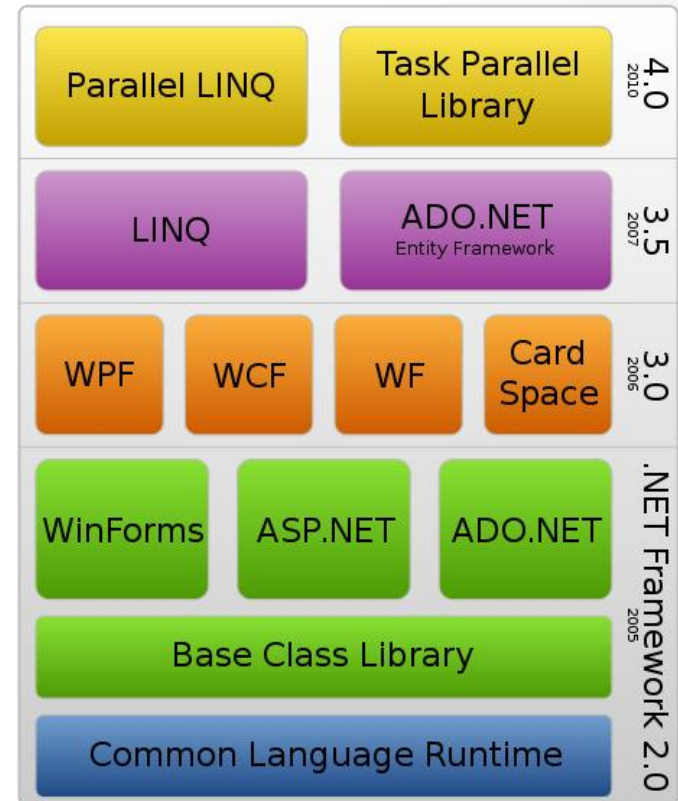 Parallel LINQ
Task Parallel
Library
4.0
2010
LINQ
ADO.NET
Entity Framework
3.5
2007
WPF
WCF
WF
Card
Space
3.0
2006
WinForms
ASP.NET
ADO.NET
Base Class Library
Common Language Runtime
.NET Framework 2.0
2005